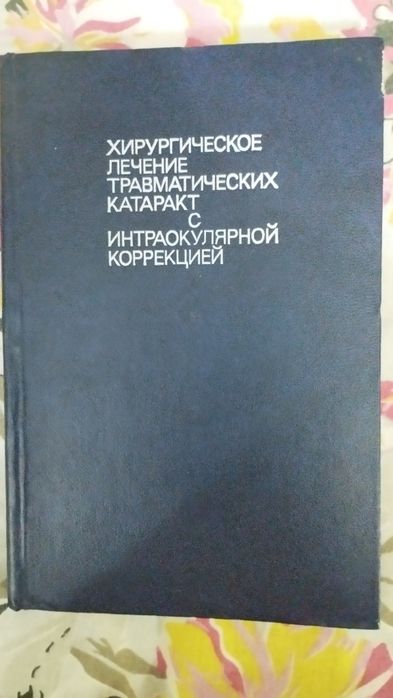 ХИРУРГИЧЕСКОЕ
ЛЕЧЕНИЕ
ТРАВМАТИЧЕСКИХ
КАТАРАКТ
С
ИНТРАОКУЛЯРНОЙ
КОРРЕКЦИЕЙ